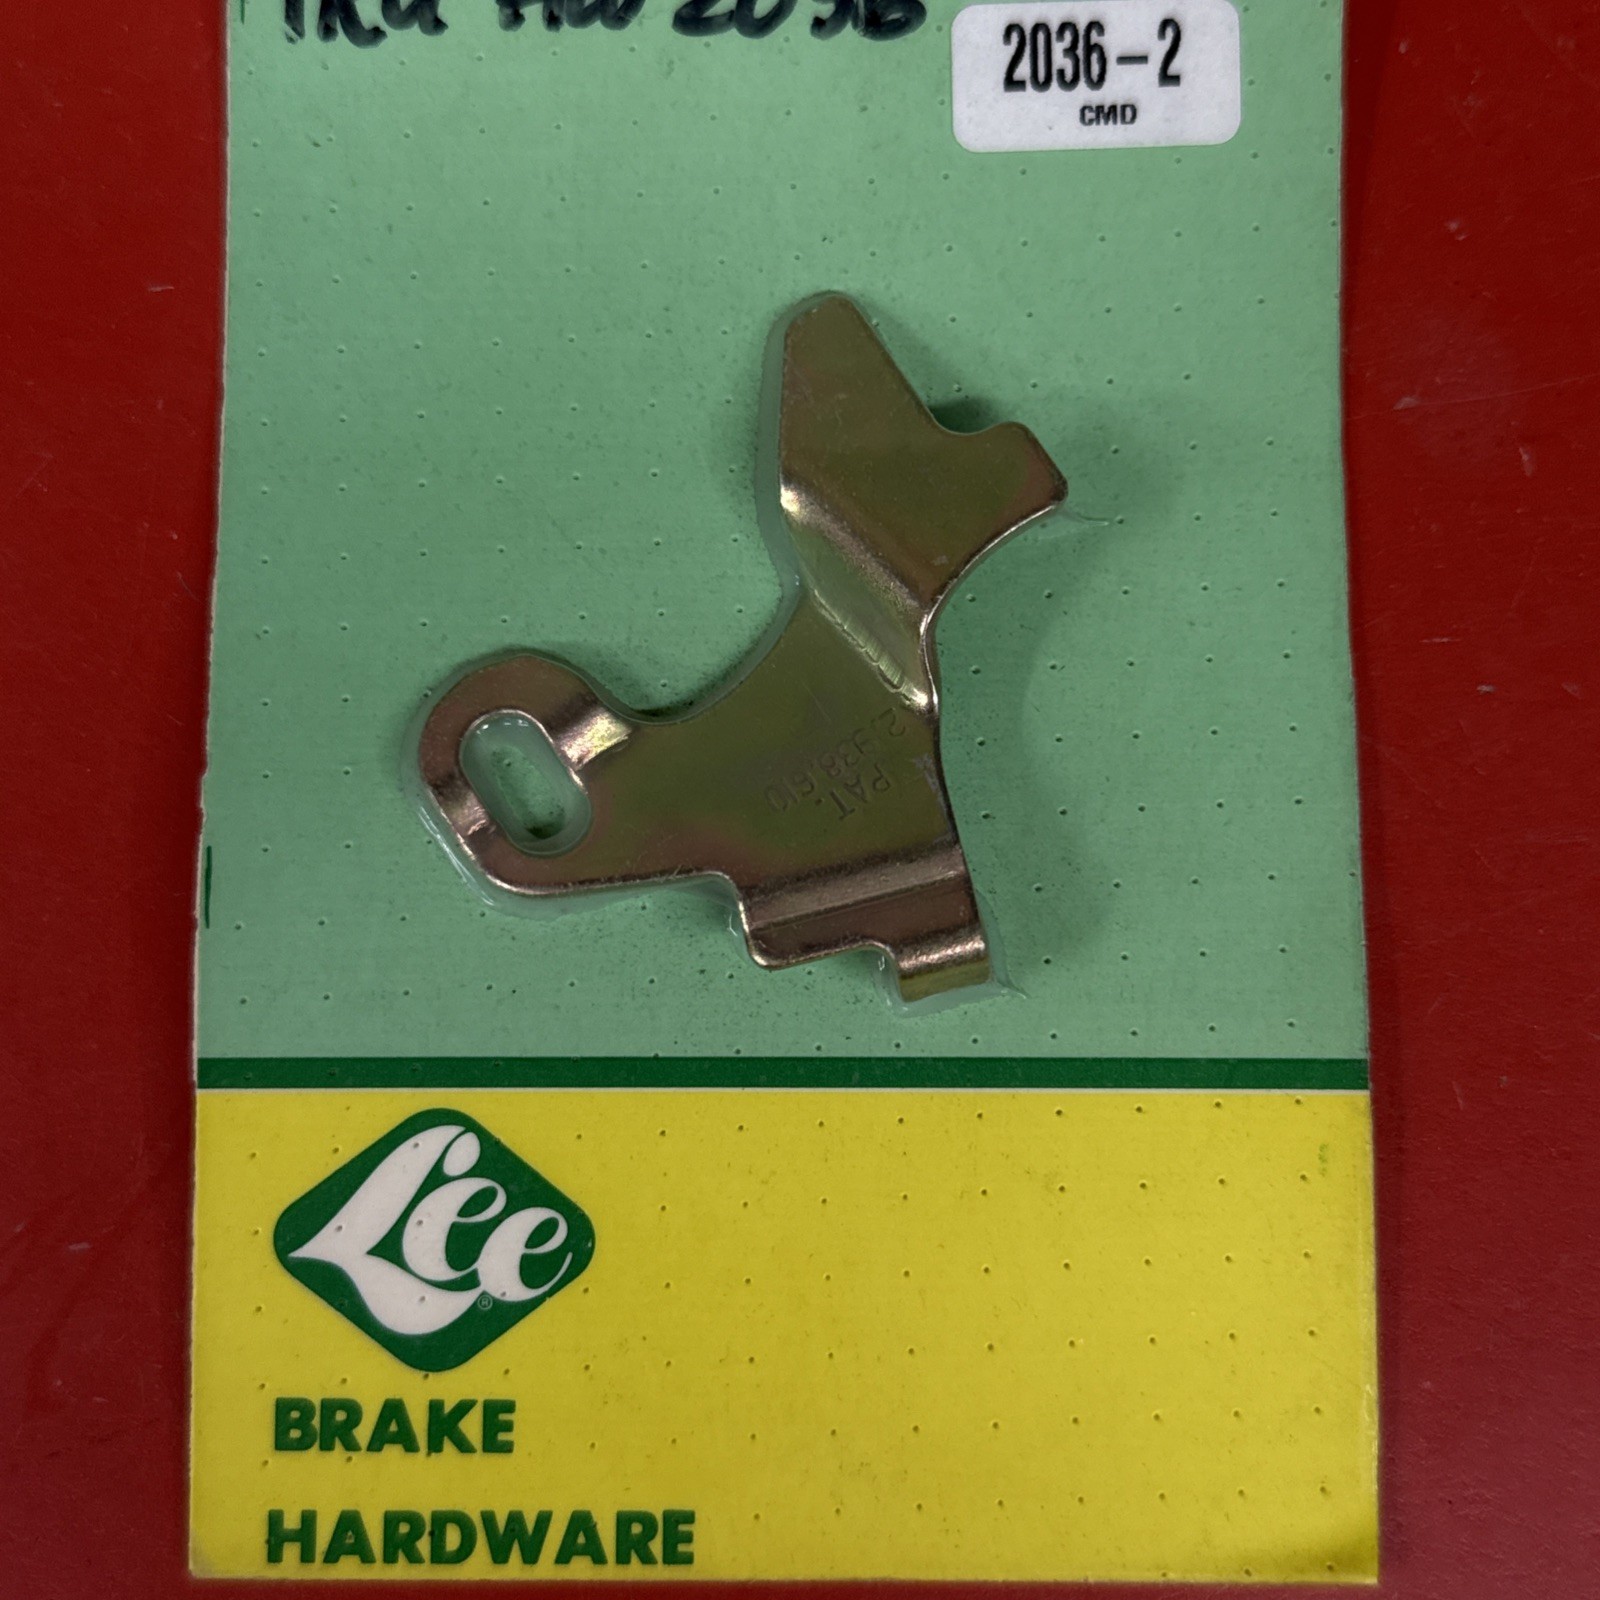 2036-2
CMD
PAT.
Lee
®
BRAKE
HARDWARE